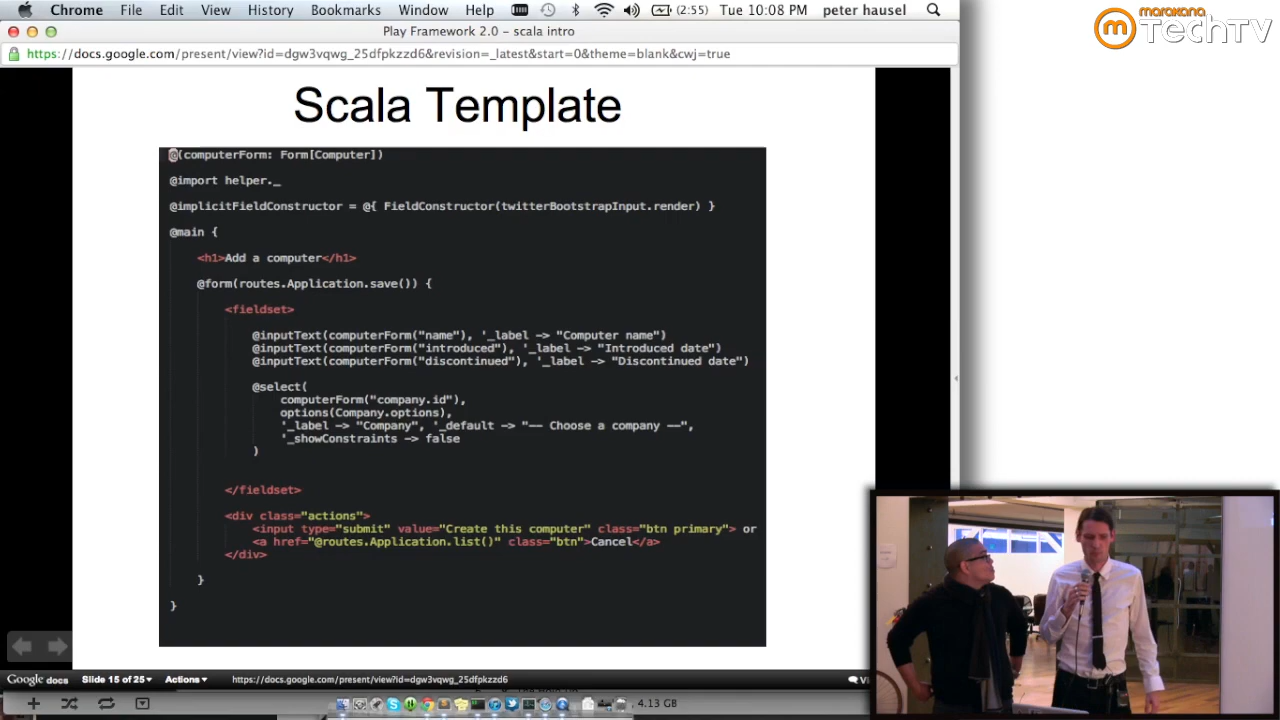 Chrome File Edit View History Bookmarks Window Help (2:55) Tue 10:08 PM peter hausel
marakana
TechTV
Play Framework 2.0 - scala intro
https://docs.google.com/present/view?id=dgw3vqwg_25dfpkzzd6&revision=_latest&start=0&theme=blank&cwj=true
Scala Template
@(computerForm: Form[Computer])
@import helper._
@implicitFieldConstructor = @{ FieldConstructor(twitterBootstrapInput.render) }
@main {
<h1>Add a computer</h1>
@form(routes.Application.save()) {
<fieldset>
@inputText(computerForm("name"), '_label -> "Computer name")
@inputText(computerForm("introduced"), '_label -> "Introduced date")
@inputText(computerForm("discontinued"), '_label -> "Discontinued date")
@select(
computerForm("company.id"),
options(Company.options),
'_label -> "Company", '_default -> "-- Choose a company --",
'_showConstraints -> false
)
</fieldset>
<div class="actions">
<input type="submit" value="Create this computer" class="btn primary"> or
<a href="@routes.Application.list()" class="btn">Cancel</a>
</div>
}
}
Google docs Slide 15 of 25 Actions https://docs.google.com/present/view?id=dgw3vqwg_25dfpkzzd6
4.13 GB